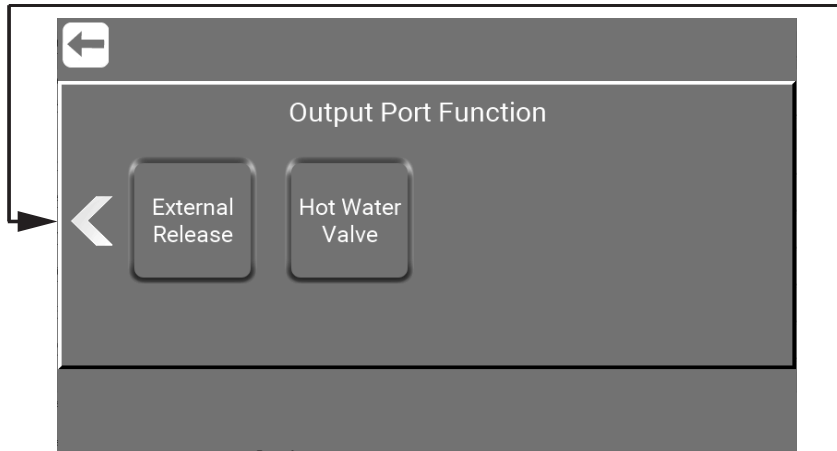 Output Port Function
External
Release
Hot Water
Valve